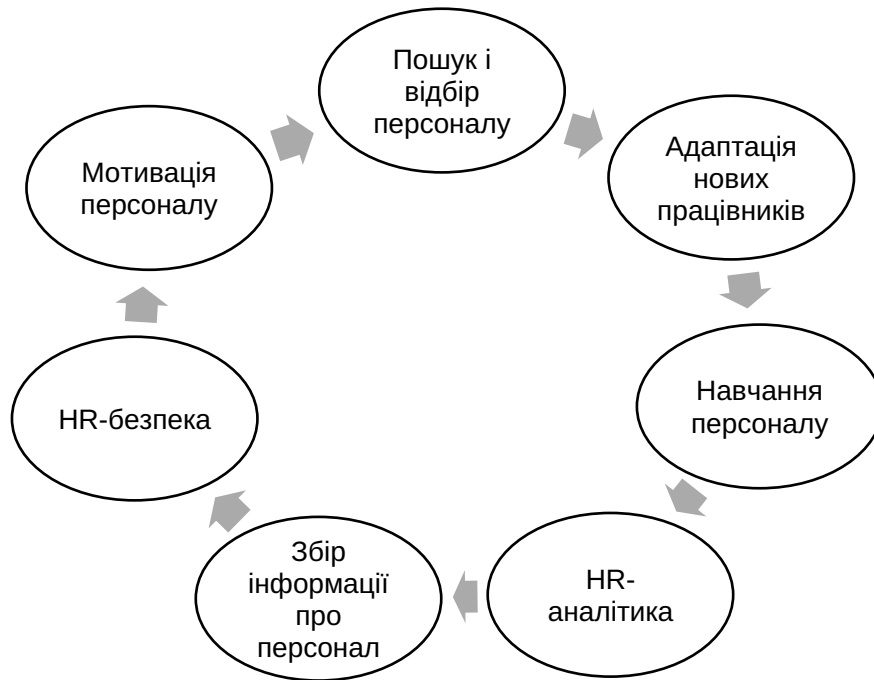 Пошук і
відбір
персоналу
Адаптація
нових
працівників
Навчання
персоналу
HR-
аналітика
Збір
інформації
про
персонал
HR-безпека
Мотивація
персоналу